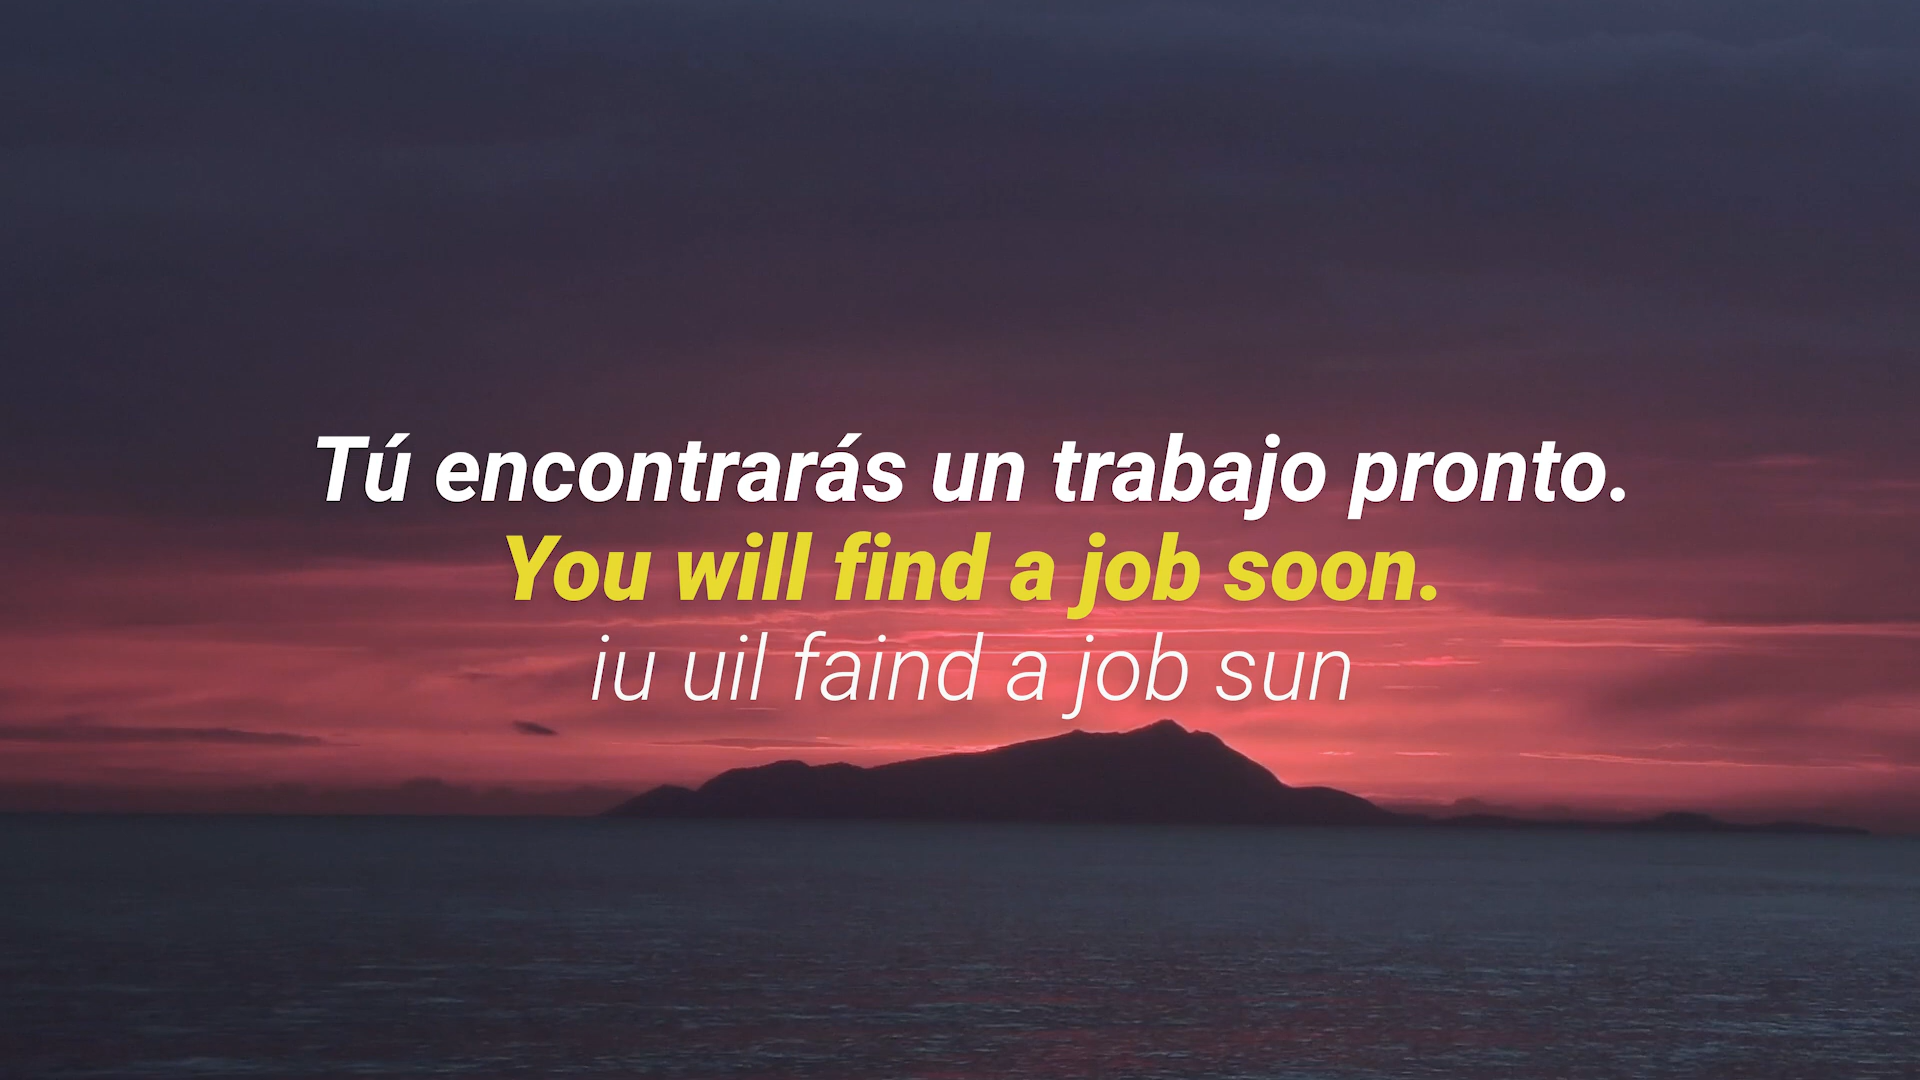 Tú encontrarás un trabajo pronto.
You will find a job soon.
iu uil faind a job sun